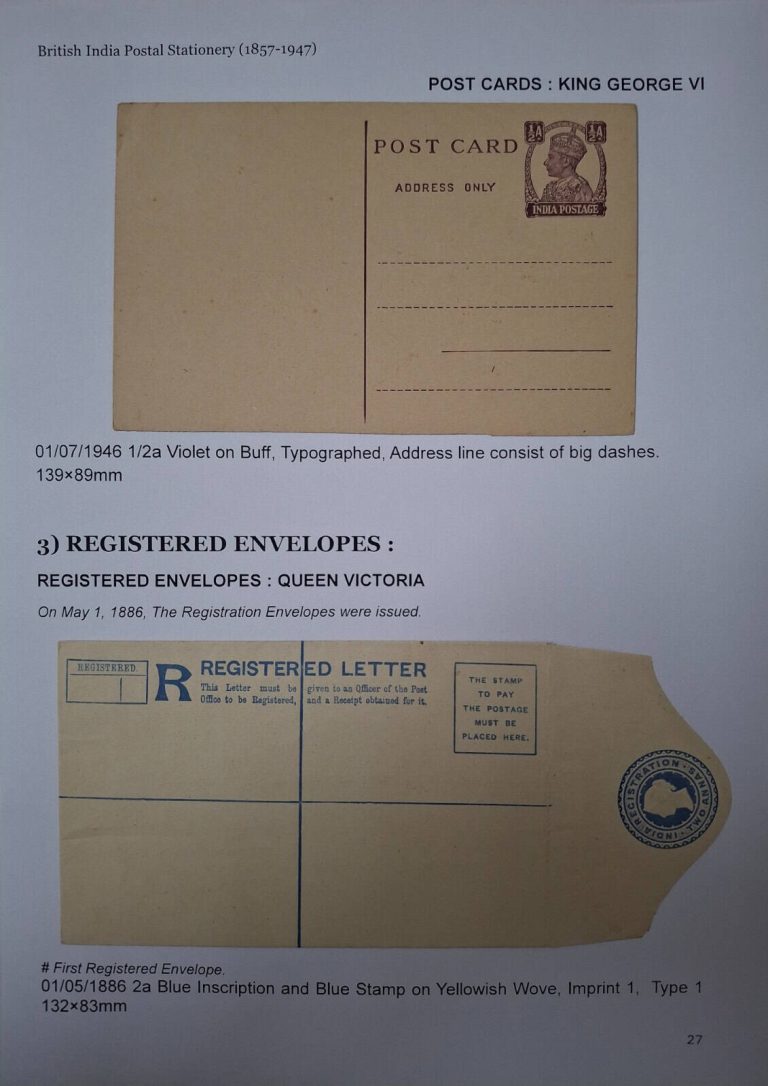 British India Postal Stationery (1857-1947)
POST CARDS : KING GEORGE VI
POST CARD
½A ½A
ADDRESS ONLY
INDIA POSTAGE
01/07/1946 1/2a Violet on Buff, Typographed, Address line consist of big dashes.
139×89mm
3) REGISTERED ENVELOPES :
REGISTERED ENVELOPES : QUEEN VICTORIA
On May 1, 1886, The Registration Envelopes were issued.
REGISTERED.
R
REGISTERED LETTER
This Letter must be given to an Officer of the Post
Office to be Registered, and a Receipt obtained for it.
THE STAMP
TO PAY
THE POSTAGE
MUST BE
PLACED HERE.
INDIA REGISTRATION · TWO ANNAS
# First Registered Envelope.
01/05/1886 2a Blue Inscription and Blue Stamp on Yellowish Wove, Imprint 1, Type 1
132×83mm
27